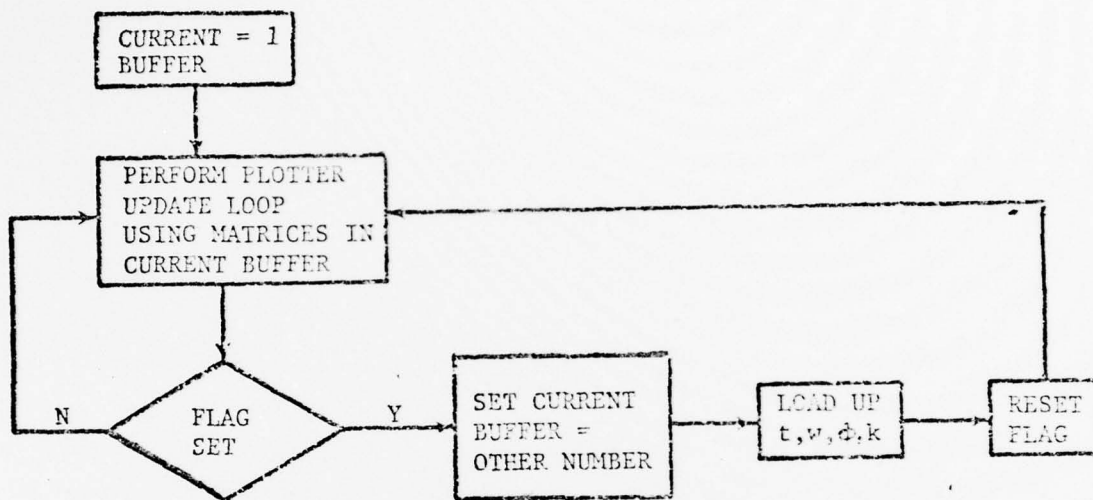 CURRENT = 1
BUFFER
PERFORM PLOTTER
UPDATE LOOP
USING MATRICES IN
CURRENT BUFFER
N
FLAG
SET
Y
SET CURRENT
BUFFER =
OTHER NUMBER
LOAD UP
t,w,φ,k
RESET
FLAG